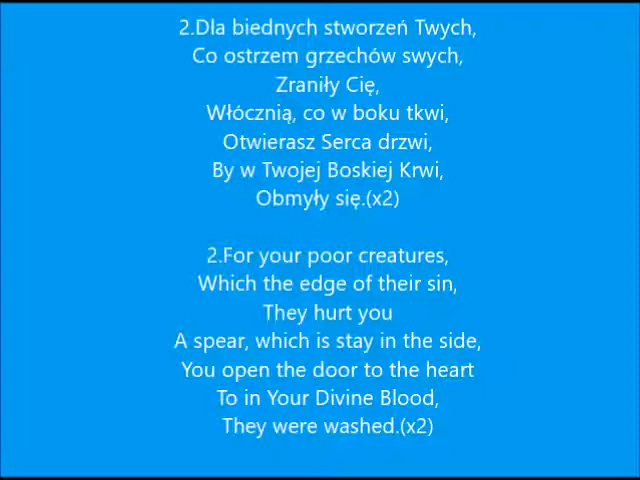 2.Dla biednych stworzeń Twych,
Co ostrzem grzechów swych,
Zraniły Cię,
Włócznią, co w boku tkwi,
Otwierasz Serca drzwi,
By w Twojej Boskiej Krwi,
Obmyły się.(x2)
2.For your poor creatures,
Which the edge of their sin,
They hurt you
A spear, which is stay in the side,
You open the door to the heart
To in Your Divine Blood,
They were washed.(x2)